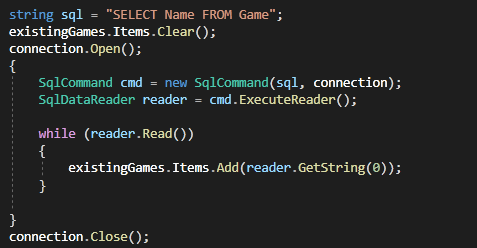 string sql = "SELECT Name FROM Game";
existingGames.Items.Clear();
connection.Open();
{
    SqlCommand cmd = new SqlCommand(sql, connection);
    SqlDataReader reader = cmd.ExecuteReader();

    while (reader.Read())
    {
        existingGames.Items.Add(reader.GetString(0));
    }

}
connection.Close();